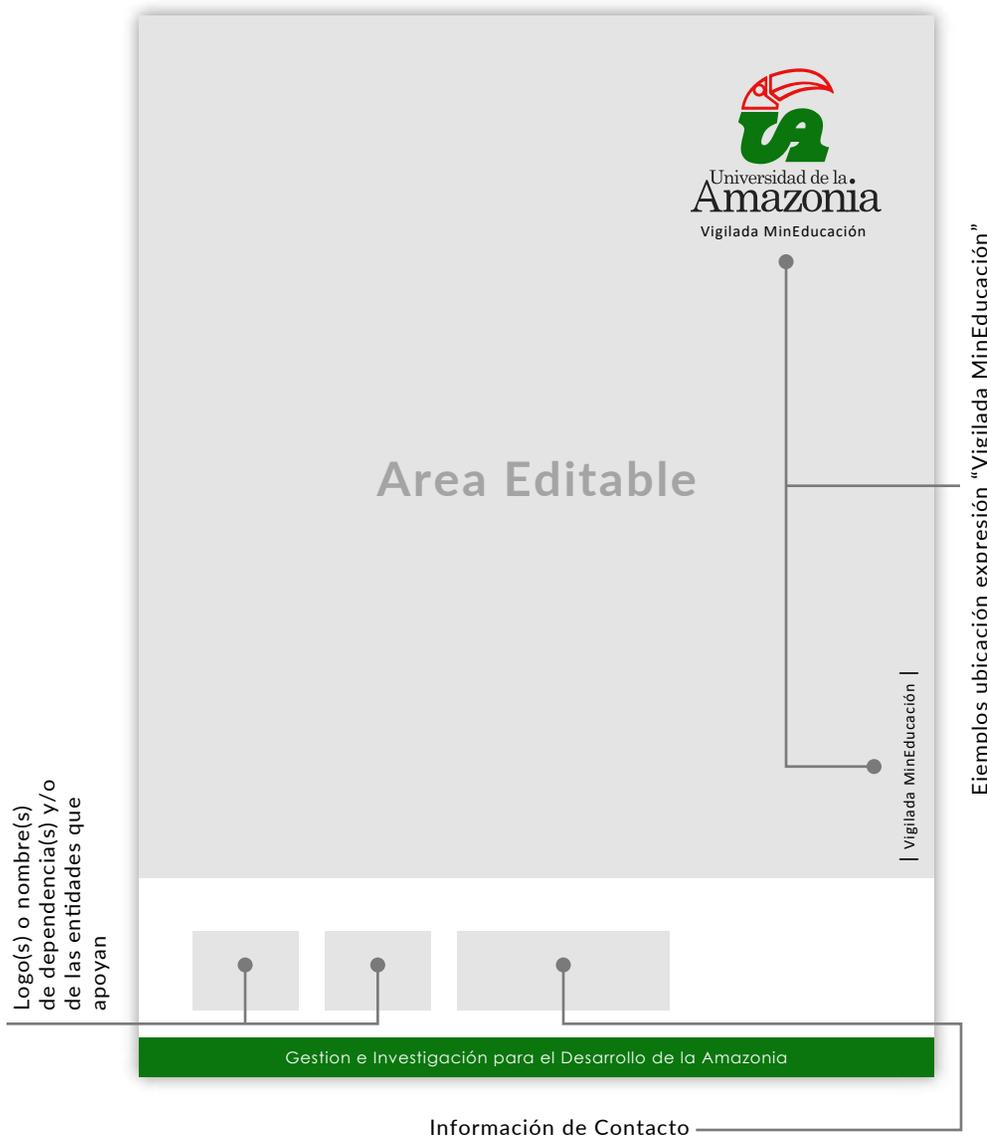 Universidad de la
Amazonia
Vigilada MinEducación
Area Editable
Ejemplos ubicación expresión “Vigilada MinEducación”
| Vigilada MinEducación |
Logo(s) o nombre(s)
de dependencia(s) y/o
de las entidades que
apoyan
Gestion e Investigación para el Desarrollo de la Amazonia
Información de Contacto